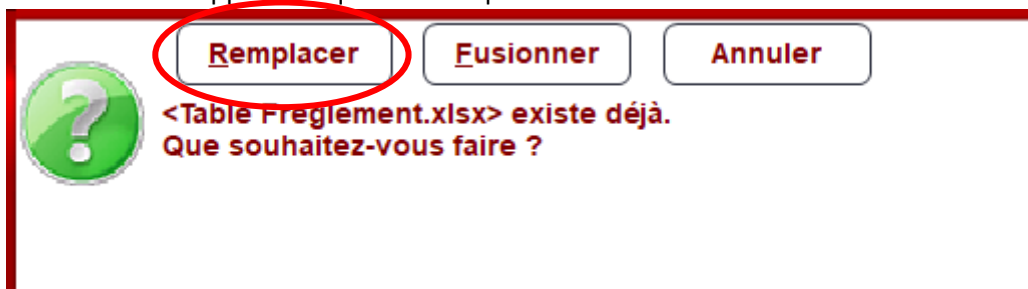 Remplacer Fusionner Annuler
<Table Freglement.xlsx> existe déjà.
Que souhaitez-vous faire ?